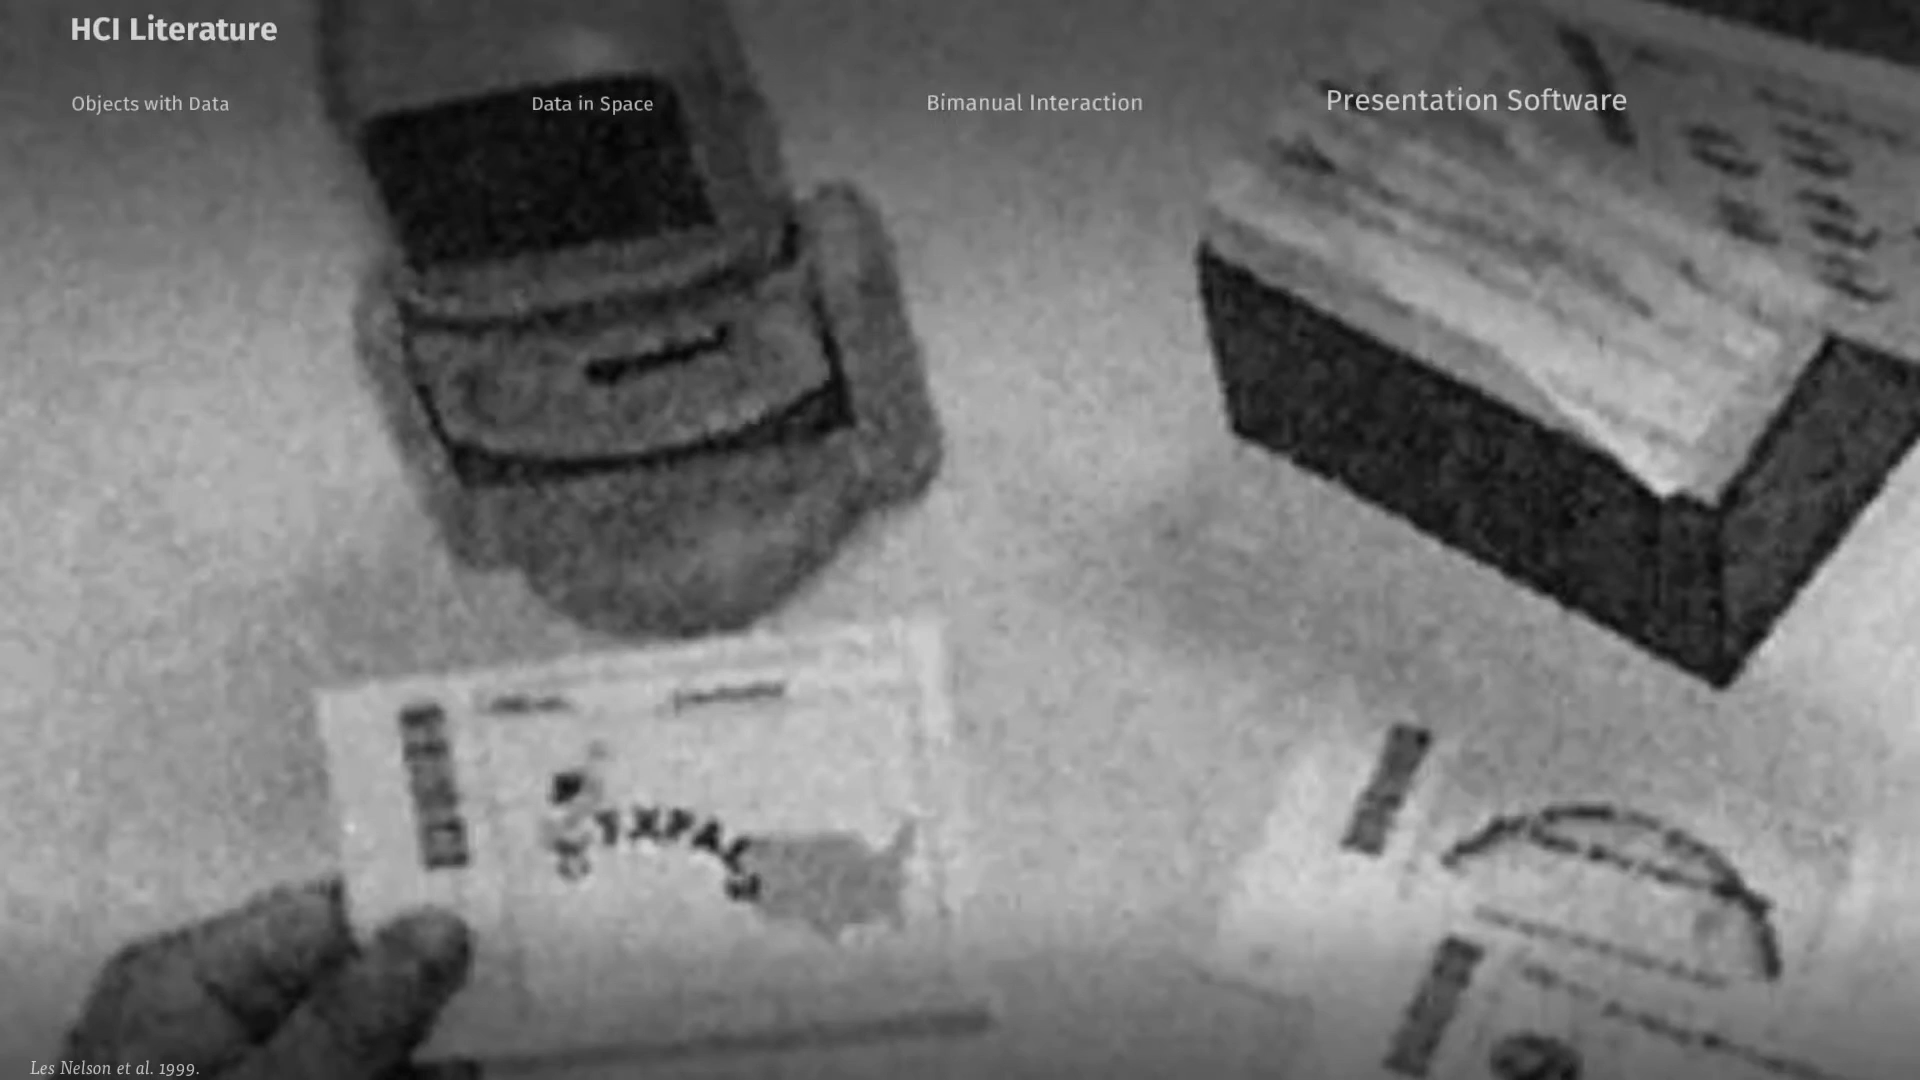 HCI Literature
Objects with Data
Data in Space
Bimanual Interaction
Presentation Software
Les Nelson et al. 1999.